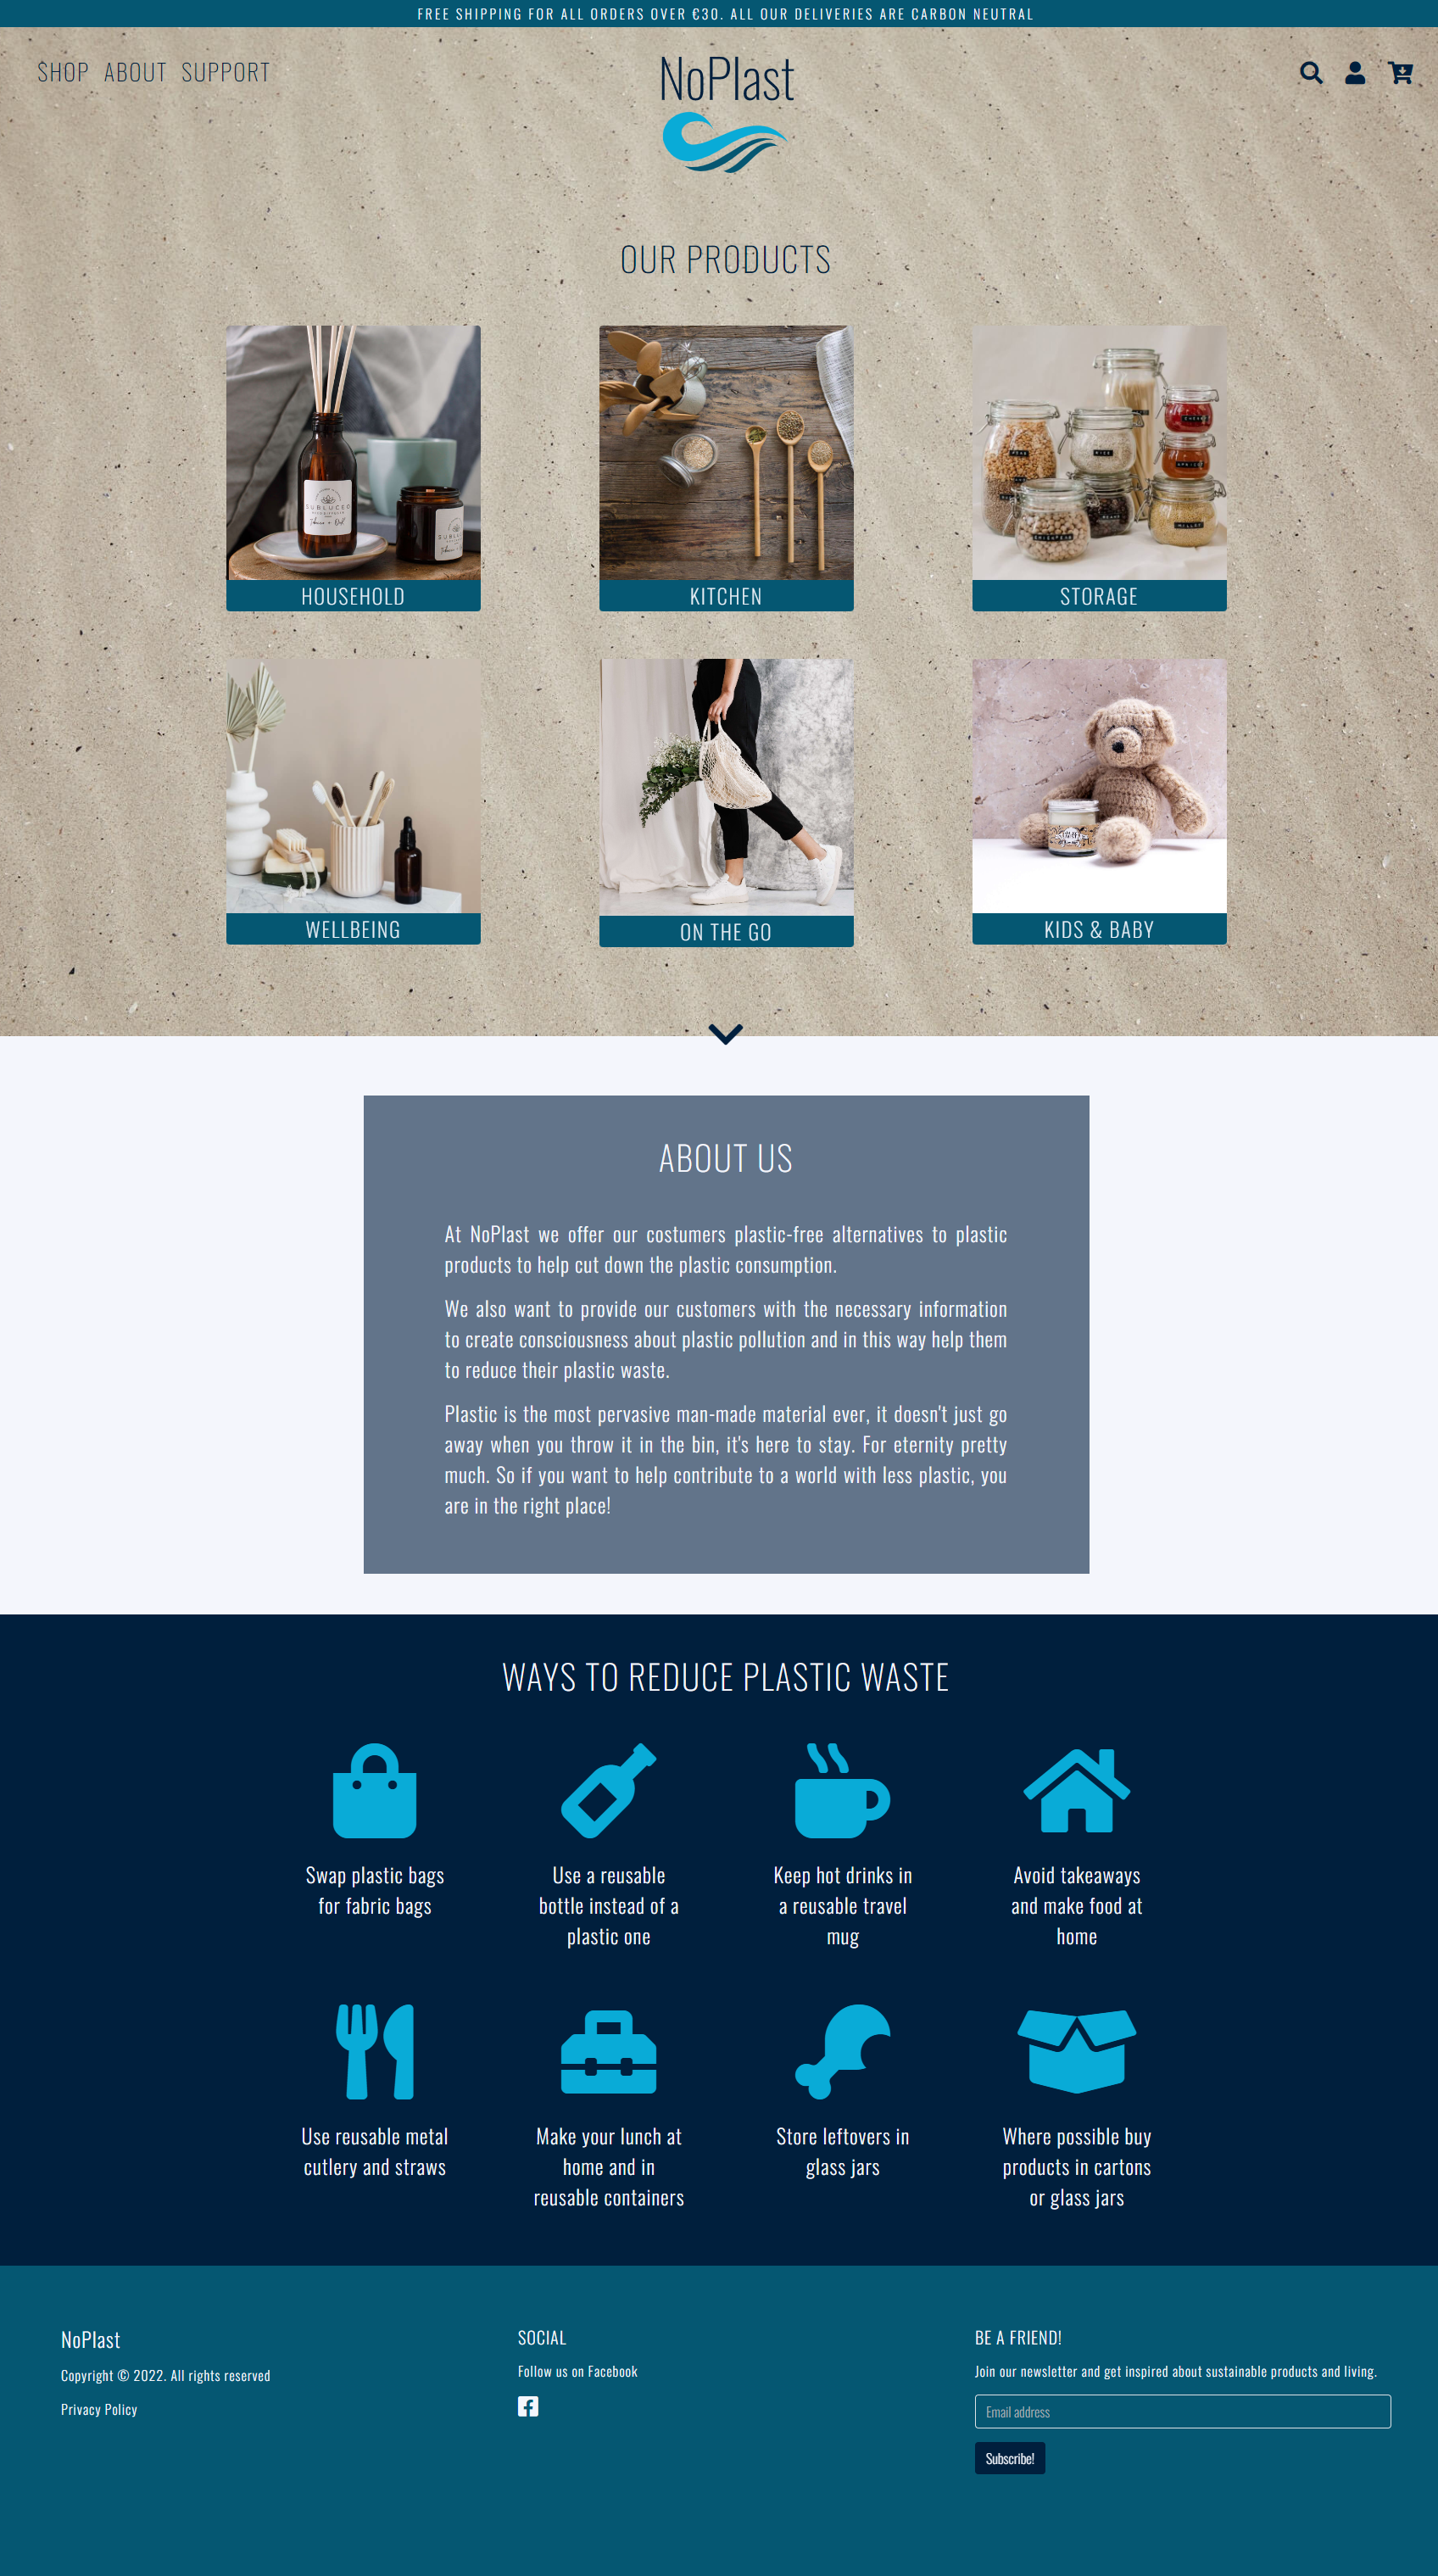 FREE SHIPPING FOR ALL ORDERS OVER €30. ALL OUR DELIVERIES ARE CARBON NEUTRAL
SHOP ABOUT SUPPORT
NoPlast
OUR PRODUCTS
HOUSEHOLD
KITCHEN
STORAGE
WELLBEING
ON THE GO
KIDS & BABY
ABOUT US
At NoPlast we offer our costumers plastic-free alternatives to plastic
products to help cut down the plastic consumption.
We also want to provide our customers with the necessary information
to create consciousness about plastic pollution and in this way help them
to reduce their plastic waste.
Plastic is the most pervasive man-made material ever, it doesn't just go
away when you throw it in the bin, it's here to stay. For eternity pretty
much. So if you want to help contribute to a world with less plastic, you
are in the right place!
WAYS TO REDUCE PLASTIC WASTE
Swap plastic bags
for fabric bags
Use a reusable
bottle instead of a
plastic one
Keep hot drinks in
a reusable travel
mug
Avoid takeaways
and make food at
home
Use reusable metal
cutlery and straws
Make your lunch at
home and in
reusable containers
Store leftovers in
glass jars
Where possible buy
products in cartons
or glass jars
NoPlast
Copyright © 2022. All rights reserved
Privacy Policy
SOCIAL
Follow us on Facebook
BE A FRIEND!
Join our newsletter and get inspired about sustainable products and living.
Email address
Subscribe!